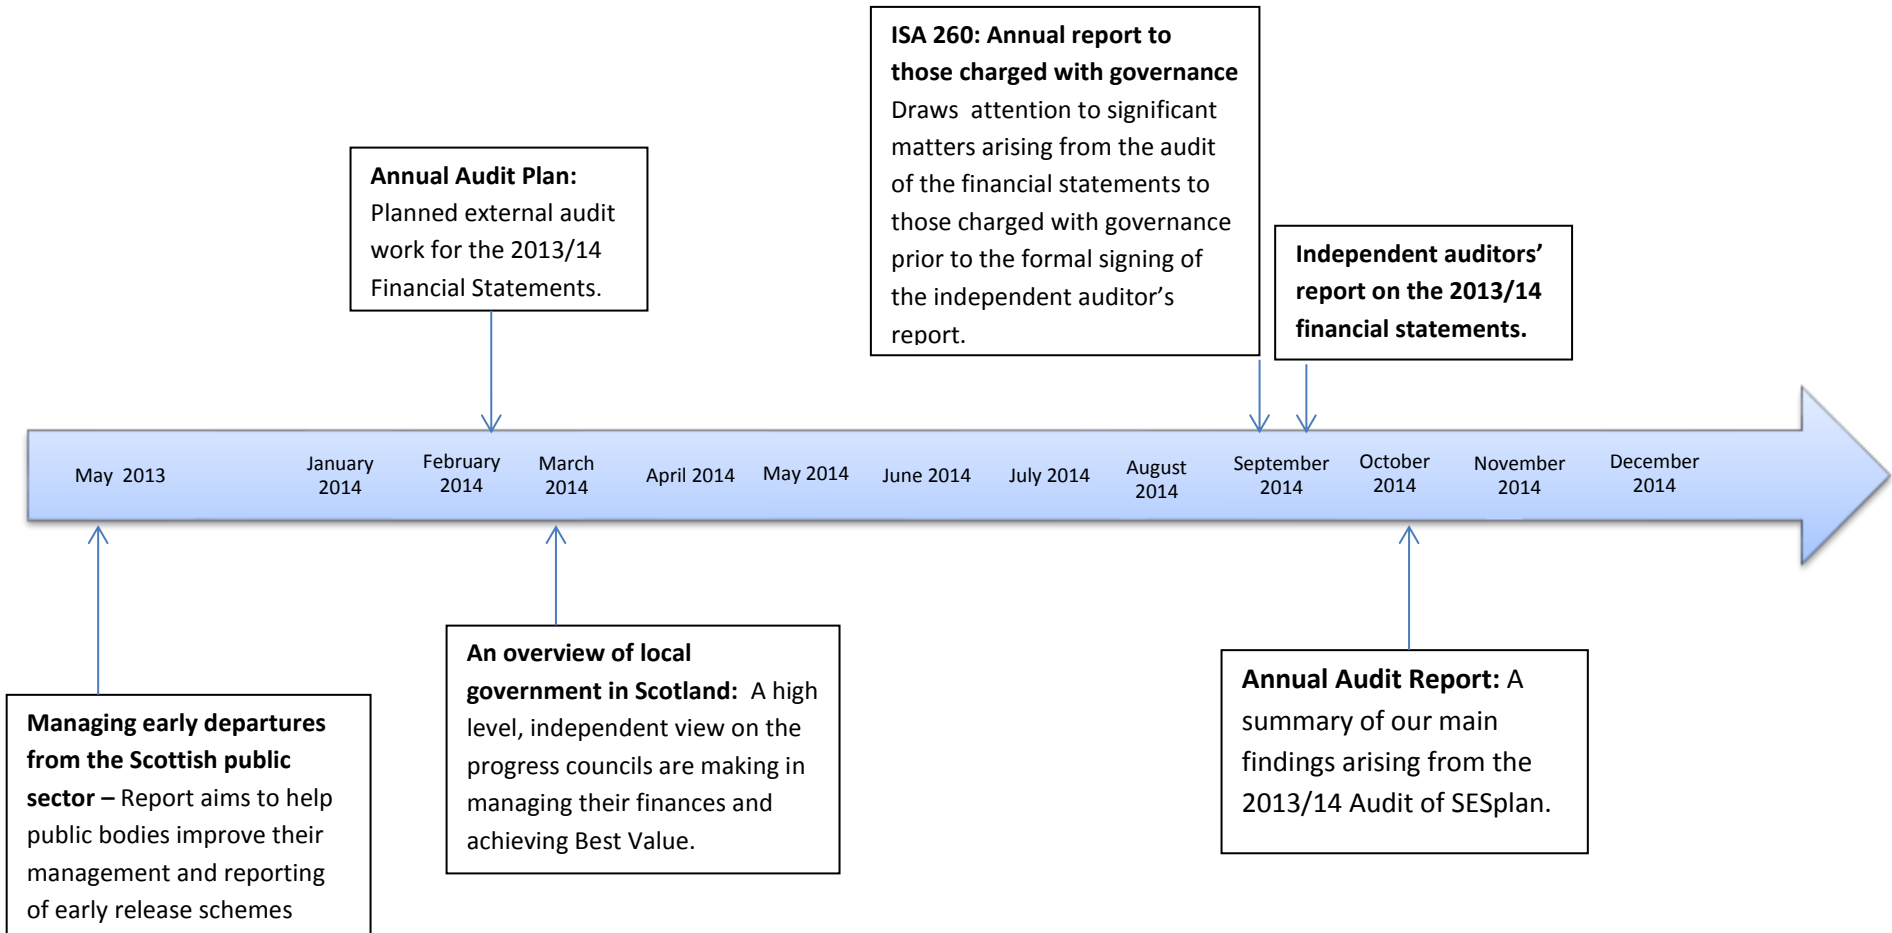 ISA 260: Annual report to
those charged with governance
Draws  attention to significant
matters arising from the audit
of the financial statements to
those charged with governance
prior to the formal signing of
the independent auditor’s
report.
Annual Audit Plan:
Planned external audit
work for the 2013/14
Financial Statements.
Independent auditors’
report on the 2013/14
financial statements.
May  2013
January
2014
February
2014
March
2014
April 2014
May 2014
June 2014
July 2014
August
2014
September
2014
October
2014
November
2014
December
2014
Managing early departures
from the Scottish public
sector – Report aims to help
public bodies improve their
management and reporting
of early release schemes
An overview of local
government in Scotland:  A high
level, independent view on the
progress councils are making in
managing their finances and
achieving Best Value.
Annual Audit Report: A
summary of our main
findings arising from the
2013/14 Audit of SESplan.